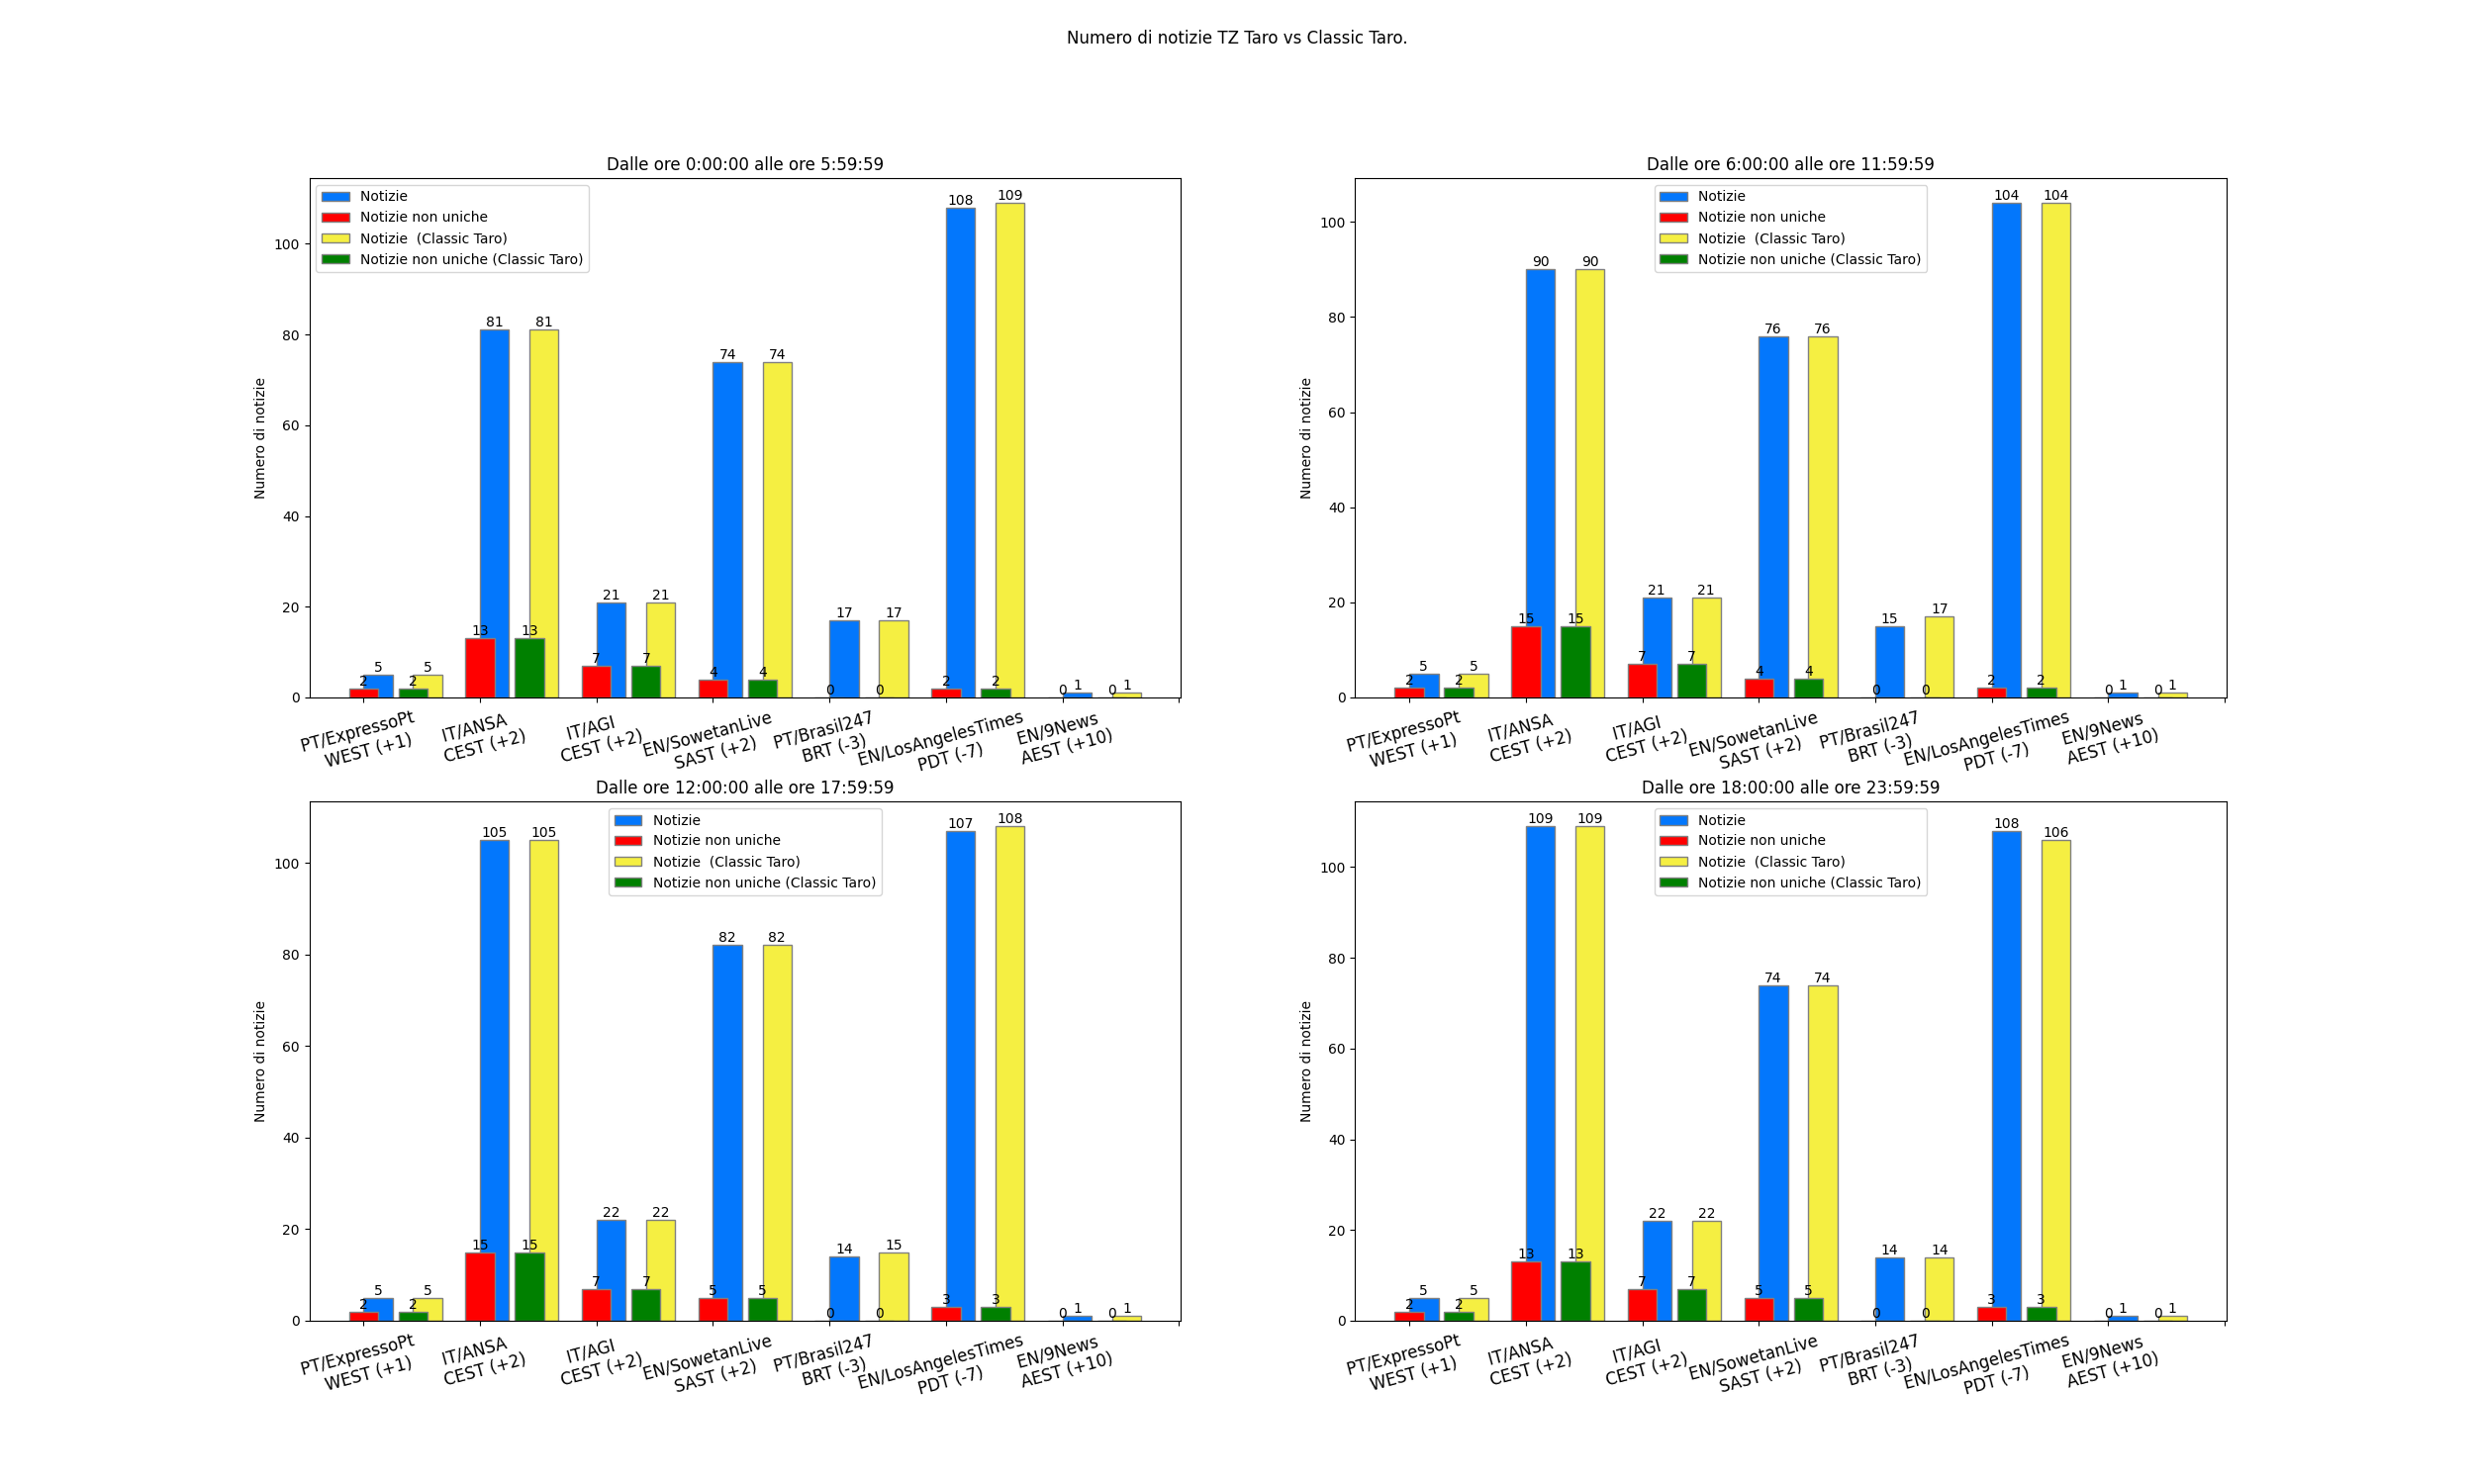 Numero di notizie TZ Taro vs Classic Taro.
Dalle ore 0:00:00 alle ore 5:59:59
Numero di notizie
100
80
60
40
20
0
Notizie
Notizie non uniche
Notizie (Classic Taro)
Notizie non uniche (Classic Taro)
5 2 5 2
81 13 81 13
21 7 21 7
74 4 74 4
17 0 17 0
108 2 109 2
1 0 1 0
PT/ExpressoPt
WEST (+1)
IT/ANSA
CEST (+2)
IT/AGI
CEST (+2)
EN/SowetanLive
SAST (+2)
PT/Brasil247
BRT (-3)
EN/LosAngelesTimes
PDT (-7)
EN/9News
AEST (+10)
Dalle ore 6:00:00 alle ore 11:59:59
Numero di notizie
100
80
60
40
20
0
Notizie
Notizie non uniche
Notizie (Classic Taro)
Notizie non uniche (Classic Taro)
5 2 5 2
90 15 90 15
21 7 21 7
76 4 76 4
15 0 17 0
104 2 104 2
1 0 1 0
PT/ExpressoPt
WEST (+1)
IT/ANSA
CEST (+2)
IT/AGI
CEST (+2)
EN/SowetanLive
SAST (+2)
PT/Brasil247
BRT (-3)
EN/LosAngelesTimes
PDT (-7)
EN/9News
AEST (+10)
Dalle ore 12:00:00 alle ore 17:59:59
Numero di notizie
100
80
60
40
20
0
Notizie
Notizie non uniche
Notizie (Classic Taro)
Notizie non uniche (Classic Taro)
5 2 5 2
105 15 105 15
22 7 22 7
82 5 82 5
14 0 15 0
107 3 108 3
1 0 1 0
PT/ExpressoPt
WEST (+1)
IT/ANSA
CEST (+2)
IT/AGI
CEST (+2)
EN/SowetanLive
SAST (+2)
PT/Brasil247
BRT (-3)
EN/LosAngelesTimes
PDT (-7)
EN/9News
AEST (+10)
Dalle ore 18:00:00 alle ore 23:59:59
Numero di notizie
100
80
60
40
20
0
Notizie
Notizie non uniche
Notizie (Classic Taro)
Notizie non uniche (Classic Taro)
5 2 5 2
109 13 109 13
22 7 22 7
74 5 74 5
14 0 14 0
108 3 106 3
1 0 1 0
PT/ExpressoPt
WEST (+1)
IT/ANSA
CEST (+2)
IT/AGI
CEST (+2)
EN/SowetanLive
SAST (+2)
PT/Brasil247
BRT (-3)
EN/LosAngelesTimes
PDT (-7)
EN/9News
AEST (+10)